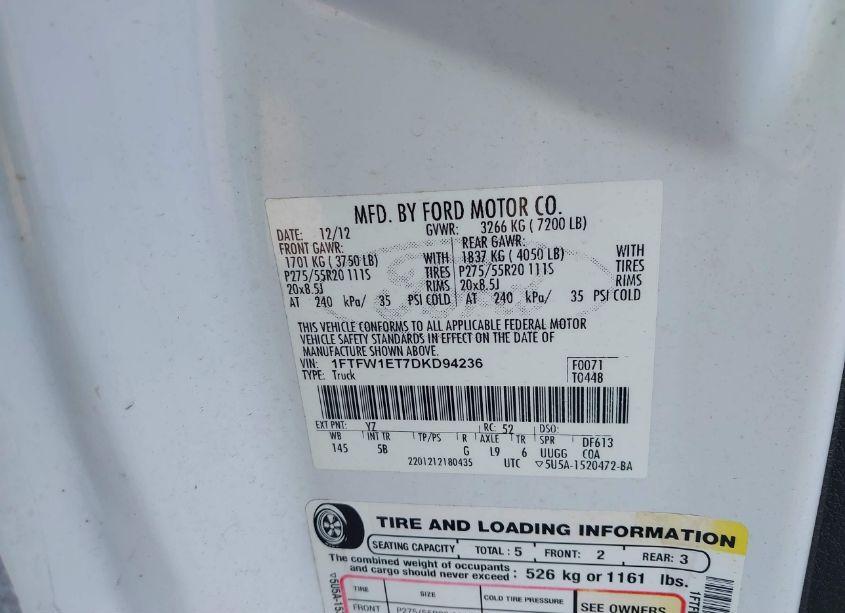 MFD. BY FORD MOTOR CO.
DATE: 12/12 GVWR: 3266 KG ( 7200 LB)
FRONT GAWR: REAR GAWR:
1701 KG ( 3750 LB) WITH 1837 KG ( 4050 LB) WITH
P275/55R20 111S TIRES P275/55R20 111S TIRES
20x8.5J RIMS 20x8.5J RIMS
AT 240 kPa/ 35 PSI COLD AT 240 kPa/ 35 PSI COLD
THIS VEHICLE CONFORMS TO ALL APPLICABLE FEDERAL MOTOR
VEHICLE SAFETY STANDARDS IN EFFECT ON THE DATE OF
MANUFACTURE SHOWN ABOVE.
VIN: 1FTFW1ET7DKD94236 F0071
TYPE: Truck T0448
EXT PNT: YZ RC: 52 DSO:
WB INT TR TP/PS R AXLE TR SPR DF613
145 5B G L9 6 UUGG COA
2201212180435 UTC ▽5U5A-1520472-BA
TIRE AND LOADING INFORMATION
SEATING CAPACITY TOTAL : 5 FRONT: 2 REAR: 3
The combined weight of occupants
and cargo should never exceed : 526 kg or 1161 lbs.
TIRE SIZE COLD TIRE PRESSURE SEE OWNERS
FRONT